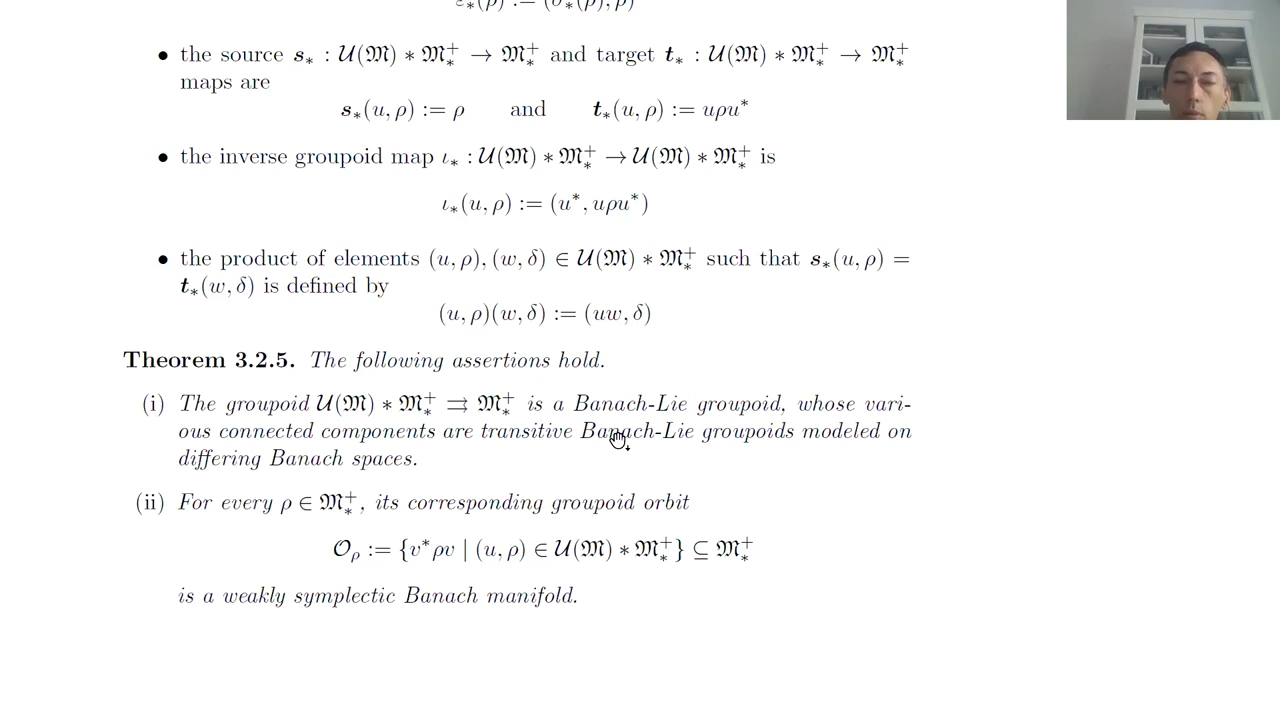 ε_*(ρ) := (σ_*(ρ), ρ)
• the source 𝒔_* : 𝒰(𝔐) ∗ 𝔐_*^+ → 𝔐_*^+ and target 𝒕_* : 𝒰(𝔐) ∗ 𝔐_*^+ → 𝔐_*^+
maps are
𝒔_*(u, ρ) := ρ and 𝒕_*(u, ρ) := uρu^*
• the inverse groupoid map ι_* : 𝒰(𝔐) ∗ 𝔐_*^+ → 𝒰(𝔐) ∗ 𝔐_*^+ is
ι_*(u, ρ) := (u^*, uρu^*)
• the product of elements (u, ρ), (w, δ) ∈ 𝒰(𝔐) ∗ 𝔐_*^+ such that 𝒔_*(u, ρ) =
𝒕_*(w, δ) is defined by
(u, ρ)(w, δ) := (uw, δ)
Theorem 3.2.5. The following assertions hold.
(i) The groupoid 𝒰(𝔐) ∗ 𝔐_*^+ ⇉ 𝔐_*^+ is a Banach-Lie groupoid, whose vari-
ous connected components are transitive Banach-Lie groupoids modeled on
differing Banach spaces.
(ii) For every ρ ∈ 𝔐_*^+, its corresponding groupoid orbit
𝒪_ρ := {v^*ρv | (u, ρ) ∈ 𝒰(𝔐) ∗ 𝔐_*^+} ⊆ 𝔐_*^+
is a weakly symplectic Banach manifold.